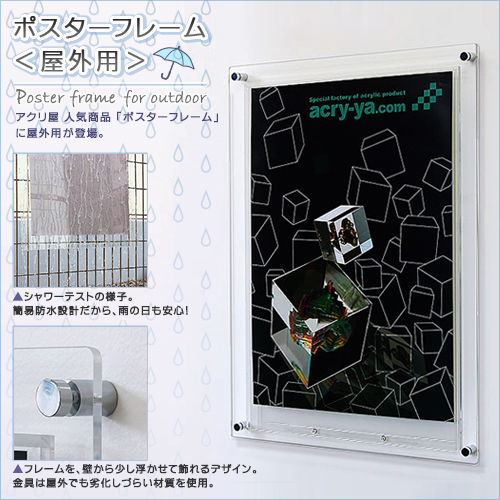 ポスターフレーム
＜屋外用＞
Poster frame for outdoor
アクリ屋 人気商品「ポスターフレーム」
に屋外用が登場。
Special factory of acrylic product
acry-ya.com
▲シャワーテストの様子。
簡易防水設計だから、雨の日も安心!
▲フレームを、壁から少し浮かせて飾れるデザイン。
金具は屋外でも劣化しづらい材質を使用。